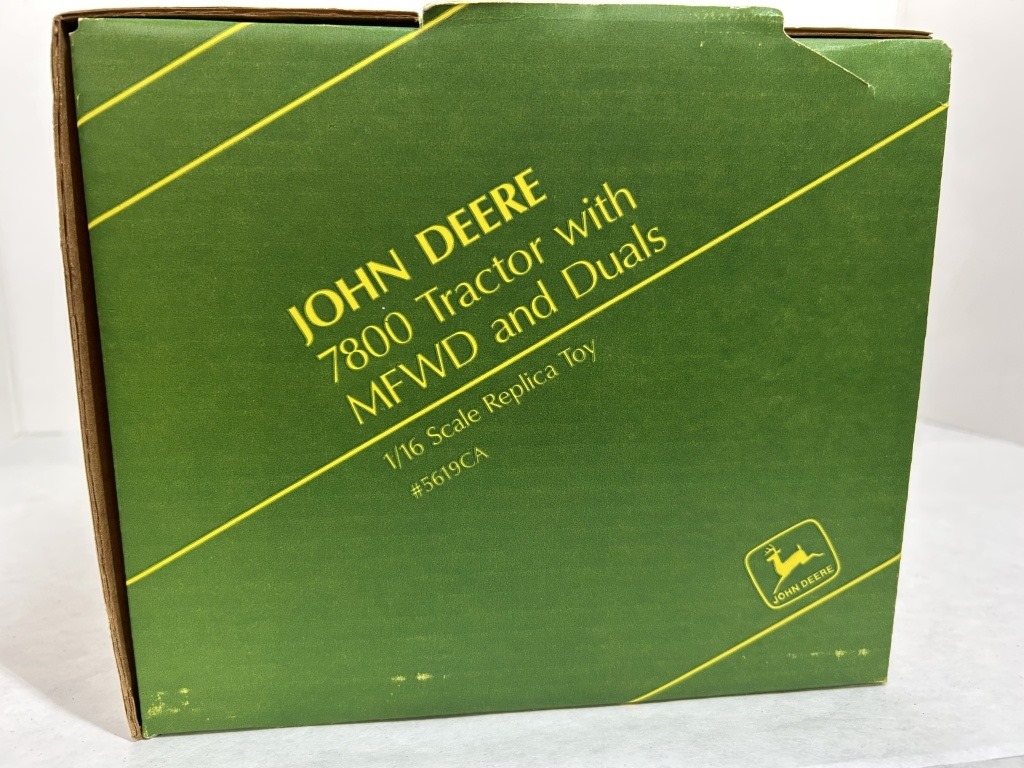 JOHN DEERE
7800 Tractor with
MFWD and Duals
1/16 Scale Replica Toy
#5619CA
JOHN DEERE